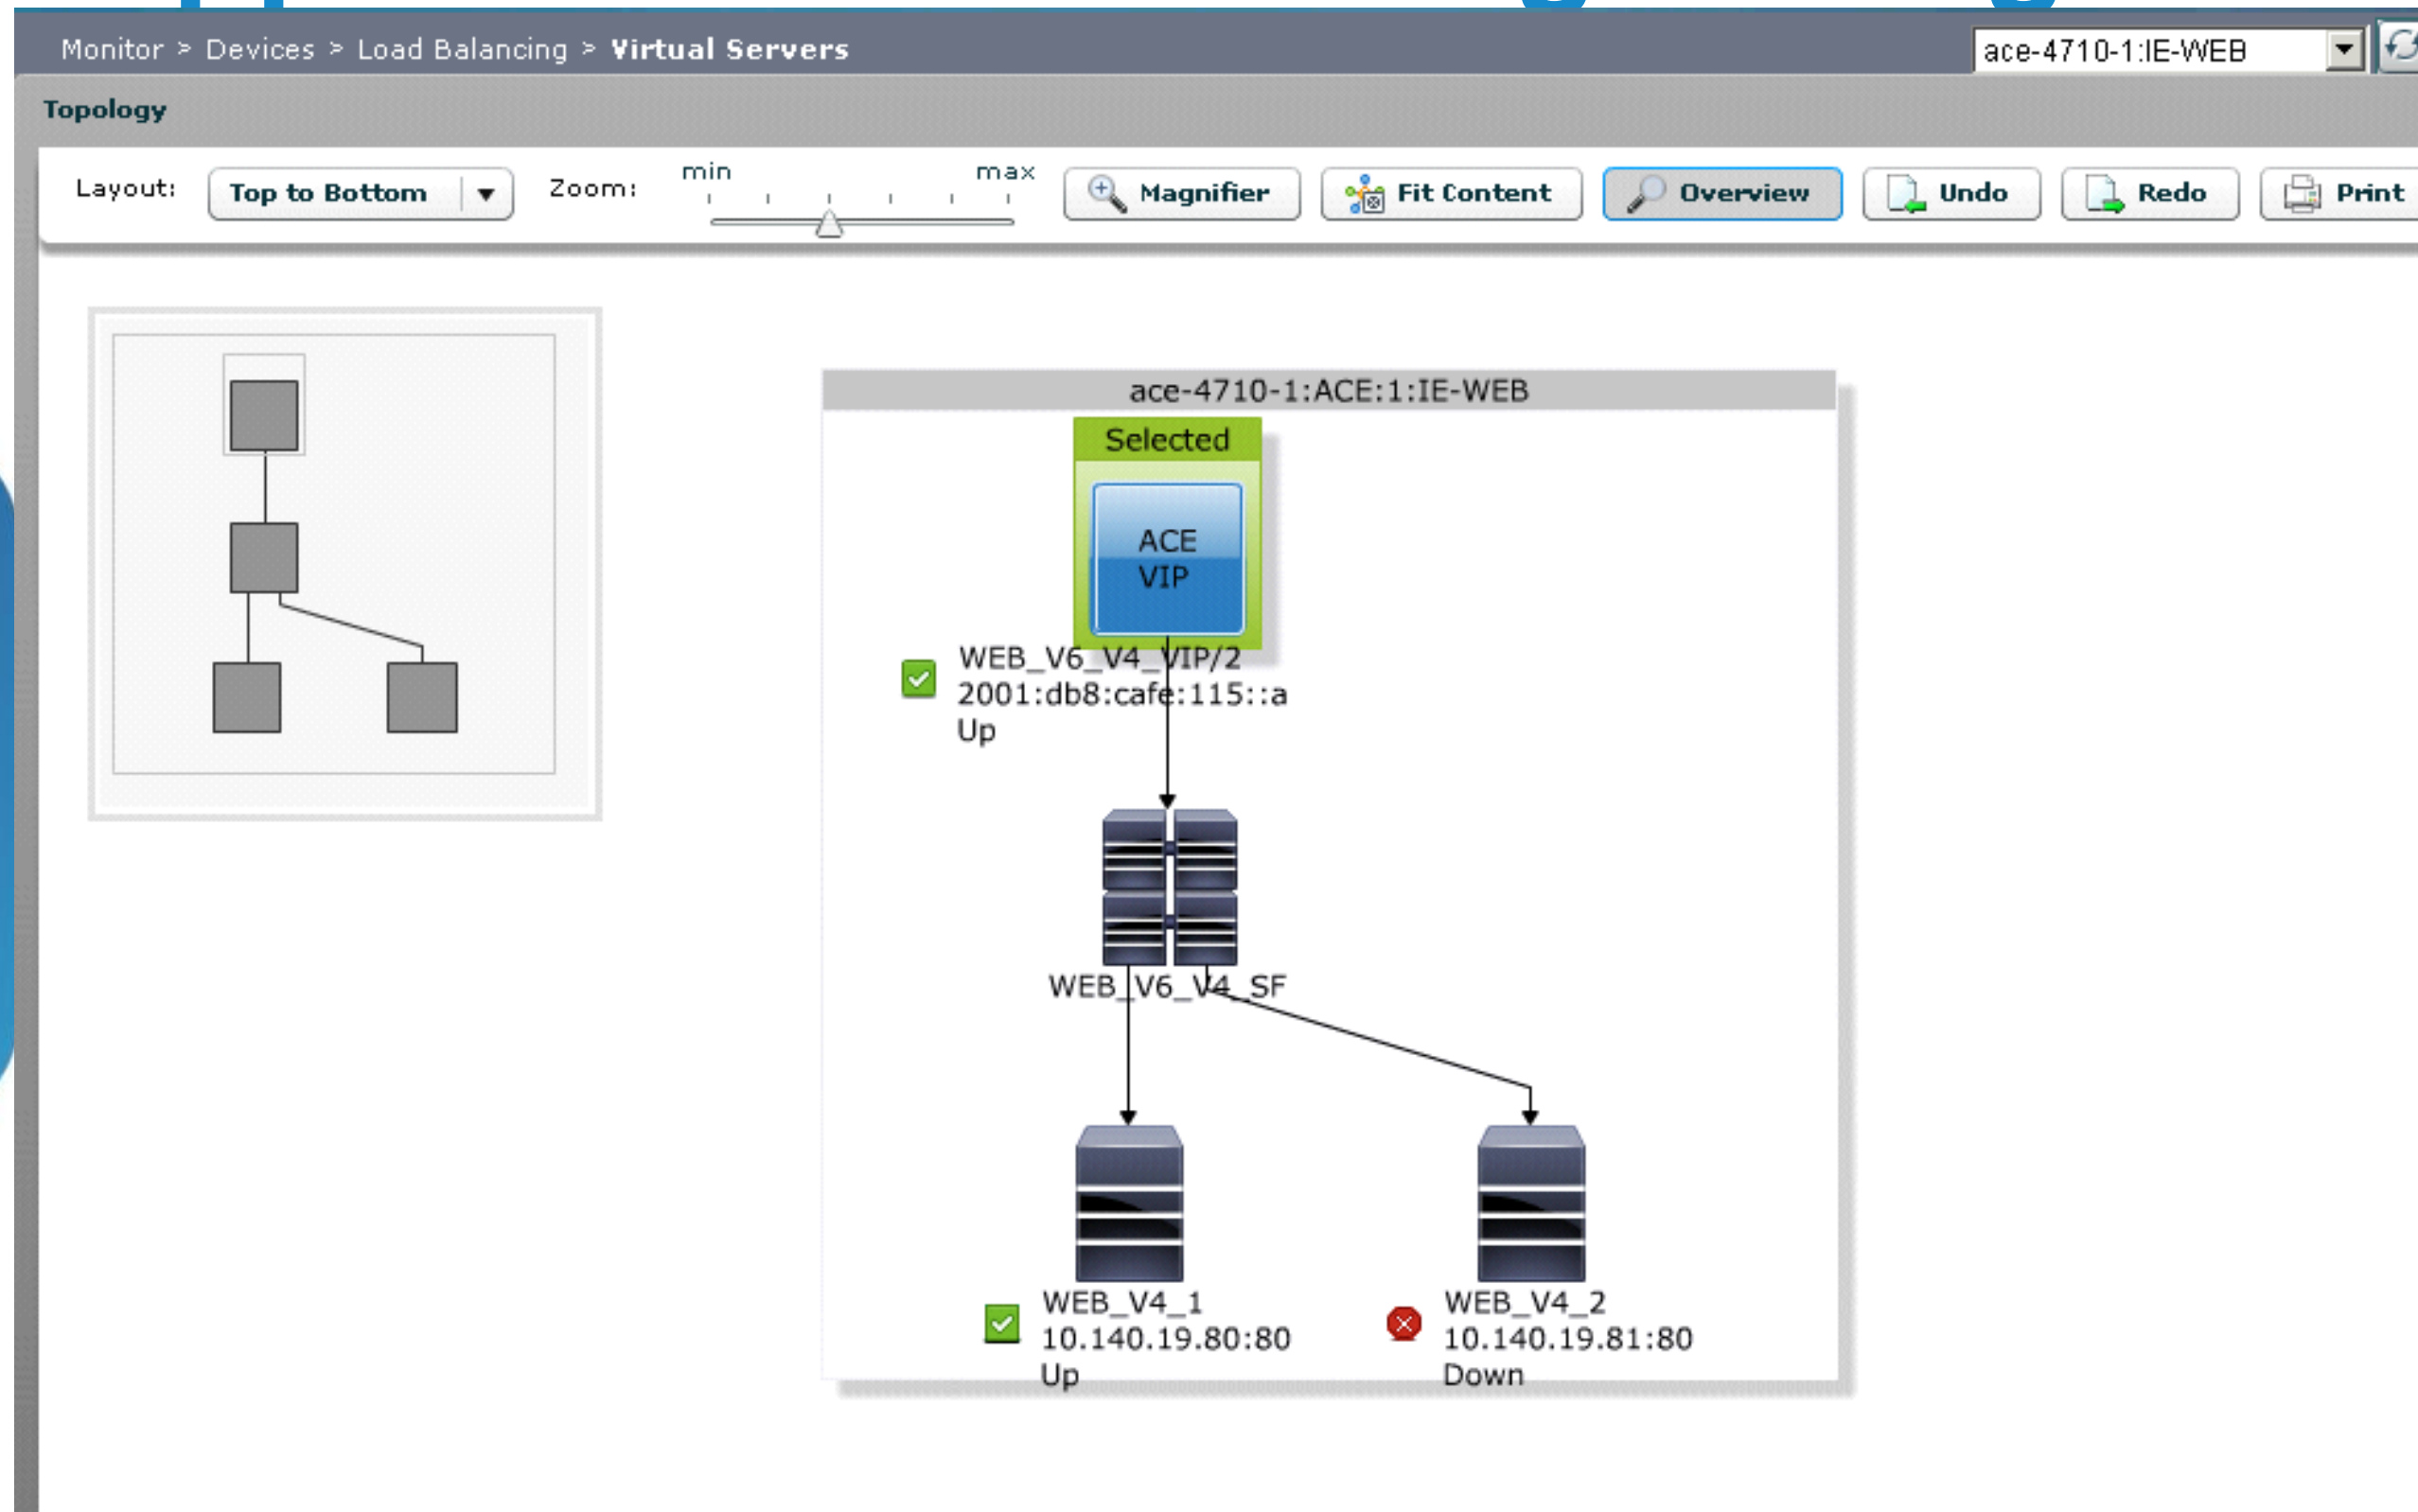 Monitor > Devices > Load Balancing > Virtual Servers
ace-4710-1:IE-WEB
Topology
Layout:
Top to Bottom
Zoom:
min
max
Magnifier
Fit Content
Overview
Undo
Redo
Print
ace-4710-1:ACE:1:IE-WEB
Selected
ACE
VIP
WEB_V6_V4_VIP/2
2001:db8:cafe:115::a
Up
WEB_V6_V4_SF
WEB_V4_1
10.140.19.80:80
Up
WEB_V4_2
10.140.19.81:80
Down